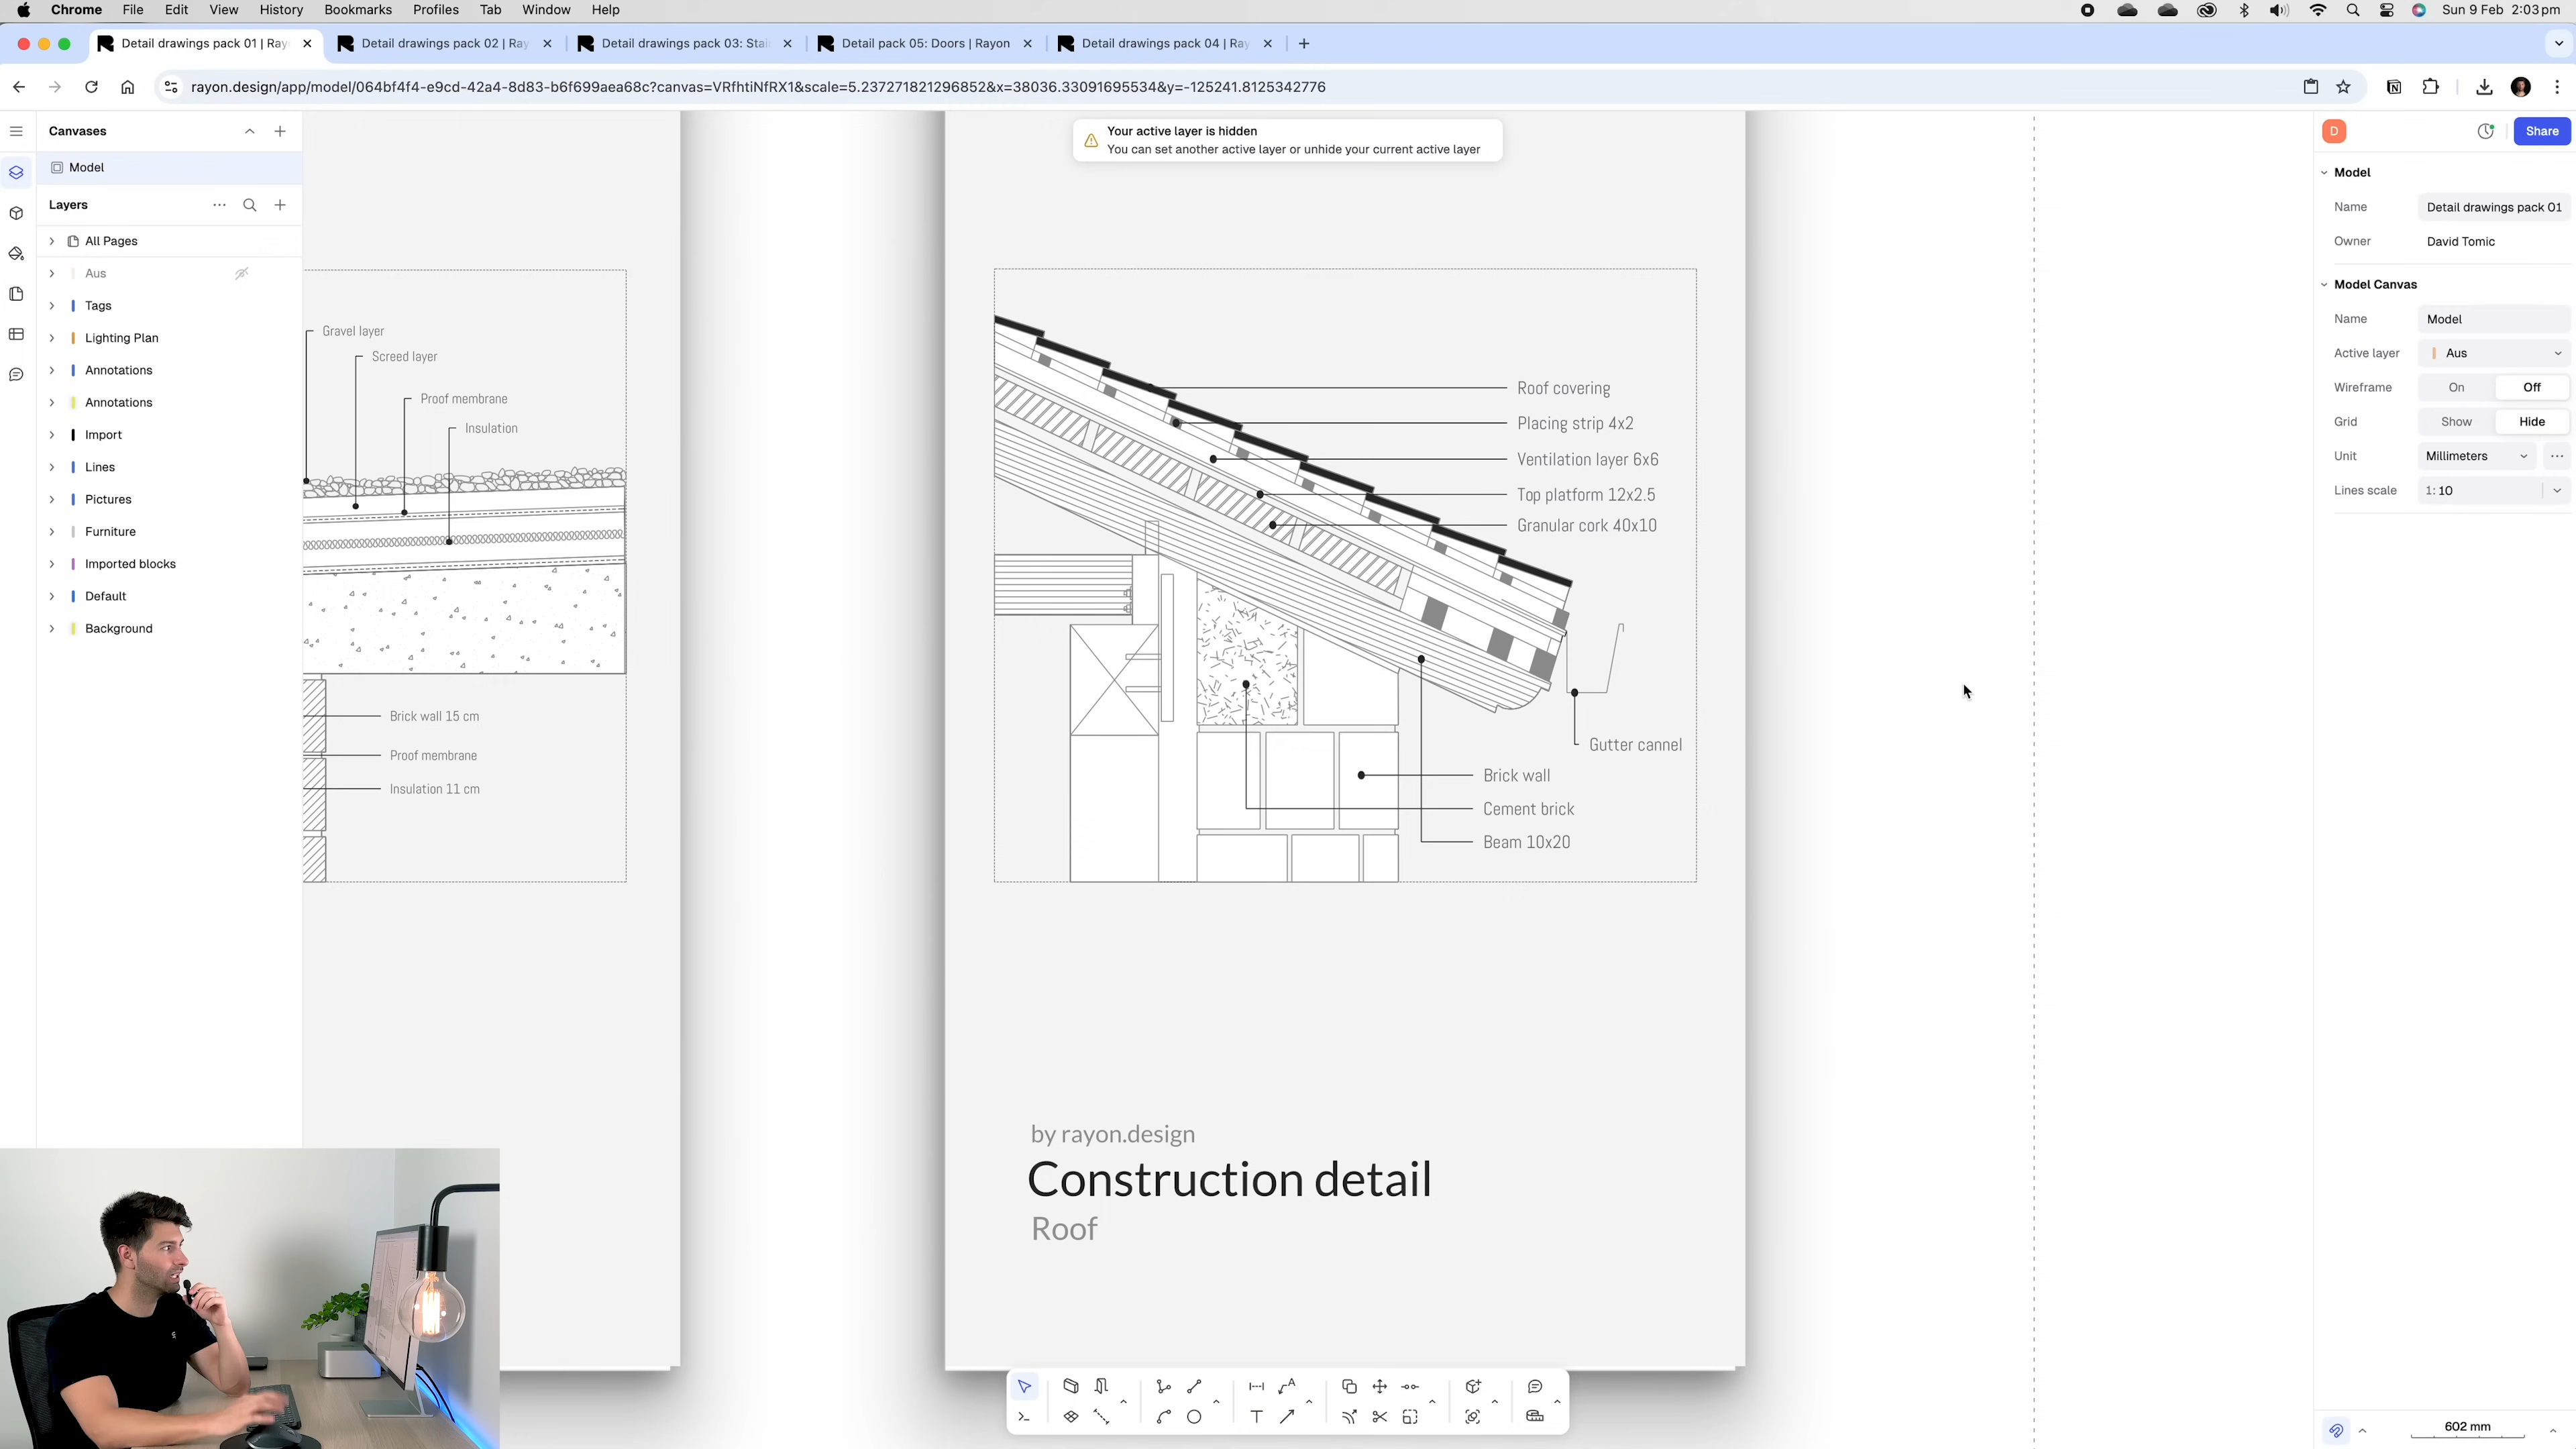 Chrome File Edit View History Bookmarks Profiles Tab Window Help
Sun 9 Feb 2:03 pm
Detail drawings pack 01 | Ray
Detail drawings pack 02 | Ray
Detail drawings pack 03: Stai
Detail pack 05: Doors | Rayon
Detail drawings pack 04 | Ray
rayon.design/app/model/064bf4f4-e9cd-42a4-8d83-b6f699aea68c?canvas=VRfhtiNfRX1&scale=5.237271821296852&x=38036.33091695534&y=-125241.8125342776
Canvases
Model
Layers
All Pages
Aus
Tags
Lighting Plan
Annotations
Annotations
Import
Lines
Pictures
Furniture
Imported blocks
Default
Background
Gravel layer
Screed layer
Proof membrane
Insulation
Brick wall 15 cm
Proof membrane
Insulation 11 cm
Your active layer is hidden
You can set another active layer or unhide your current active layer
Roof covering
Placing strip 4x2
Ventilation layer 6x6
Top platform 12x2.5
Granular cork 40x10
Gutter cannel
Brick wall
Cement brick
Beam 10x20
by rayon.design
Construction detail
Roof
D
Share
Model
Name Detail drawings pack 01
Owner David Tomic
Model Canvas
Name Model
Active layer Aus
Wireframe On Off
Grid Show Hide
Unit Millimeters
Lines scale 1: 10
602 mm